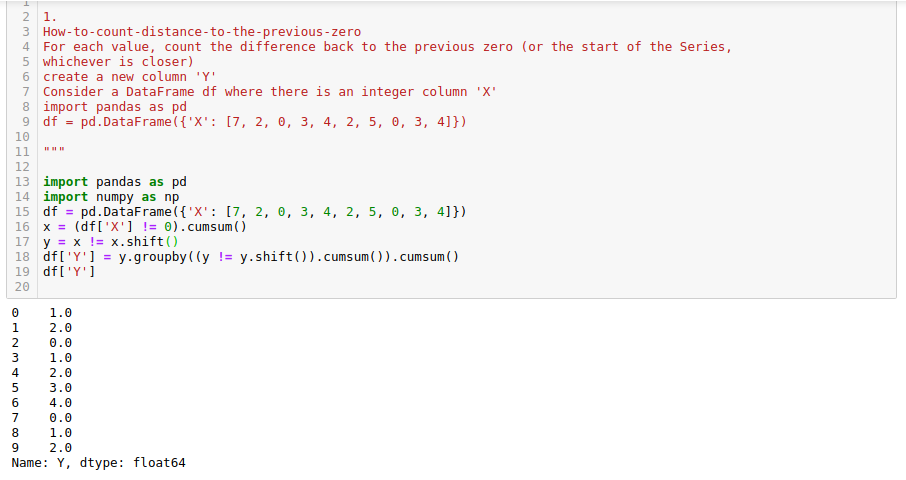 1
2 1.
3 How-to-count-distance-to-the-previous-zero
4 For each value, count the difference back to the previous zero (or the start of the Series,
5 whichever is closer)
6 create a new column 'Y'
7 Consider a DataFrame df where there is an integer column 'X'
8 import pandas as pd
9 df = pd.DataFrame({'X': [7, 2, 0, 3, 4, 2, 5, 0, 3, 4]})
10
11 """
12
13 import pandas as pd
14 import numpy as np
15 df = pd.DataFrame({'X': [7, 2, 0, 3, 4, 2, 5, 0, 3, 4]})
16 x = (df['X'] != 0).cumsum()
17 y = x != x.shift()
18 df['Y'] = y.groupby((y != y.shift()).cumsum()).cumsum()
19 df['Y']
20
0 1.0
1 2.0
2 0.0
3 1.0
4 2.0
5 3.0
6 4.0
7 0.0
8 1.0
9 2.0
Name: Y, dtype: float64